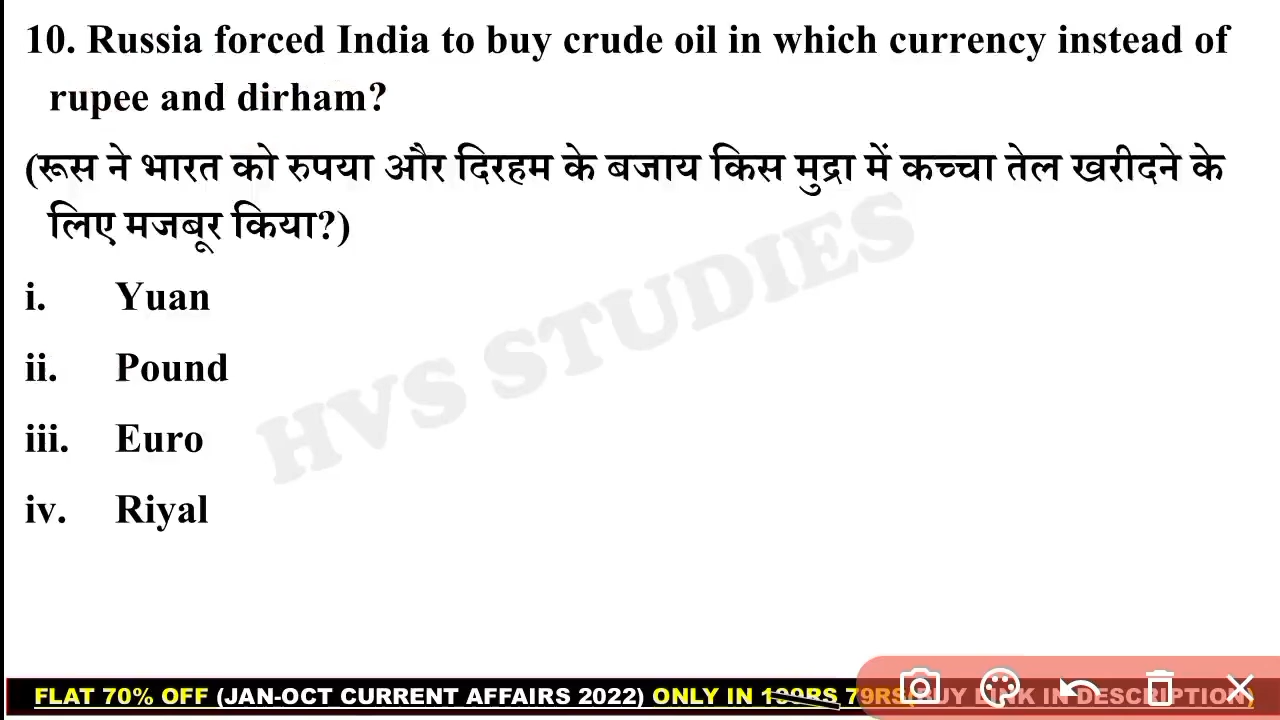 10. Russia forced India to buy crude oil in which currency instead of
rupee and dirham?
(रूस ने भारत को रुपया और दिरहम के बजाय किस मुद्रा में कच्चा तेल खरीदने के
लिए मजबूर किया?)
HVS STUDIES
i. Yuan
ii. Pound
iii. Euro
iv. Riyal
FLAT 70% OFF (JAN-OCT CURRENT AFFAIRS 2022) ONLY IN 199RS 79RS(BUY LINK IN DESCRIPTION)